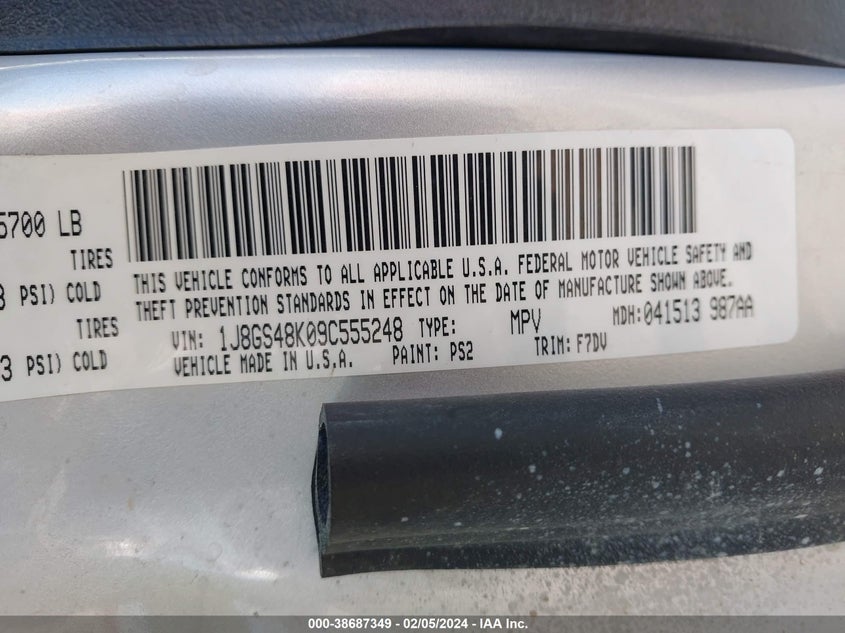 5700 LB
TIRES
3 PSI) COLD
TIRES
3 PSI) COLD
THIS VEHICLE CONFORMS TO ALL APPLICABLE U.S.A. FEDERAL MOTOR VEHICLE SAFETY AND
THEFT PREVENTION STANDARDS IN EFFECT ON THE DATE OF MANUFACTURE SHOWN ABOVE.
VIN: 1J8GS48K09C555248 TYPE: MPV MDH:041513 987AA
VEHICLE MADE IN U.S.A. PAINT: PS2 TRIM: F7DV
000-38687349 - 02/05/2024 - IAA Inc.